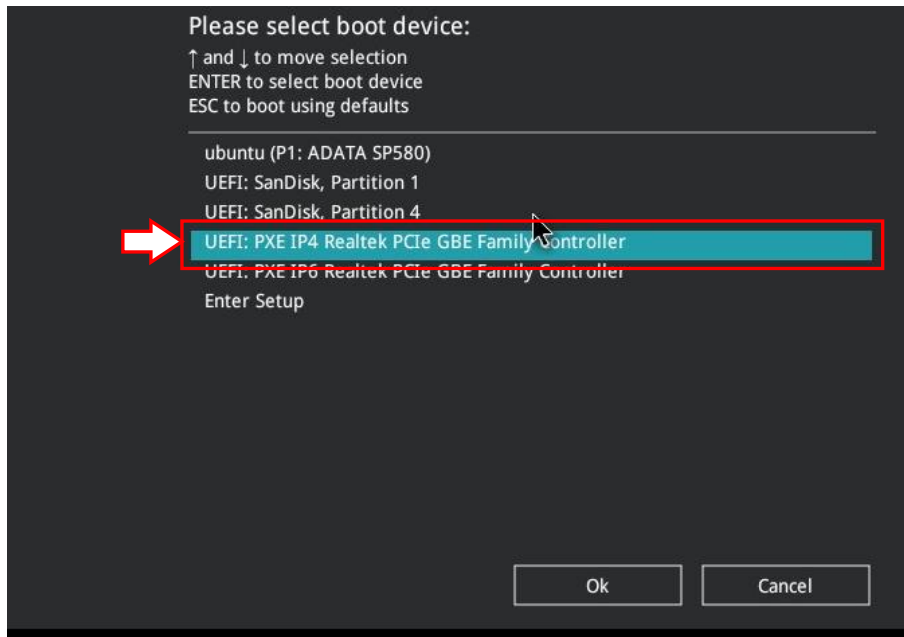 Please select boot device:
↑ and ↓ to move selection
ENTER to select boot device
ESC to boot using defaults
ubuntu (P1: ADATA SP580)
UEFI: SanDisk, Partition 1
UEFI: SanDisk, Partition 4
UEFI: PXE IP4 Realtek PCIe GBE Family Controller
UEFI: PXE IP6 Realtek PCIe GBE Family Controller
Enter Setup
Ok
Cancel